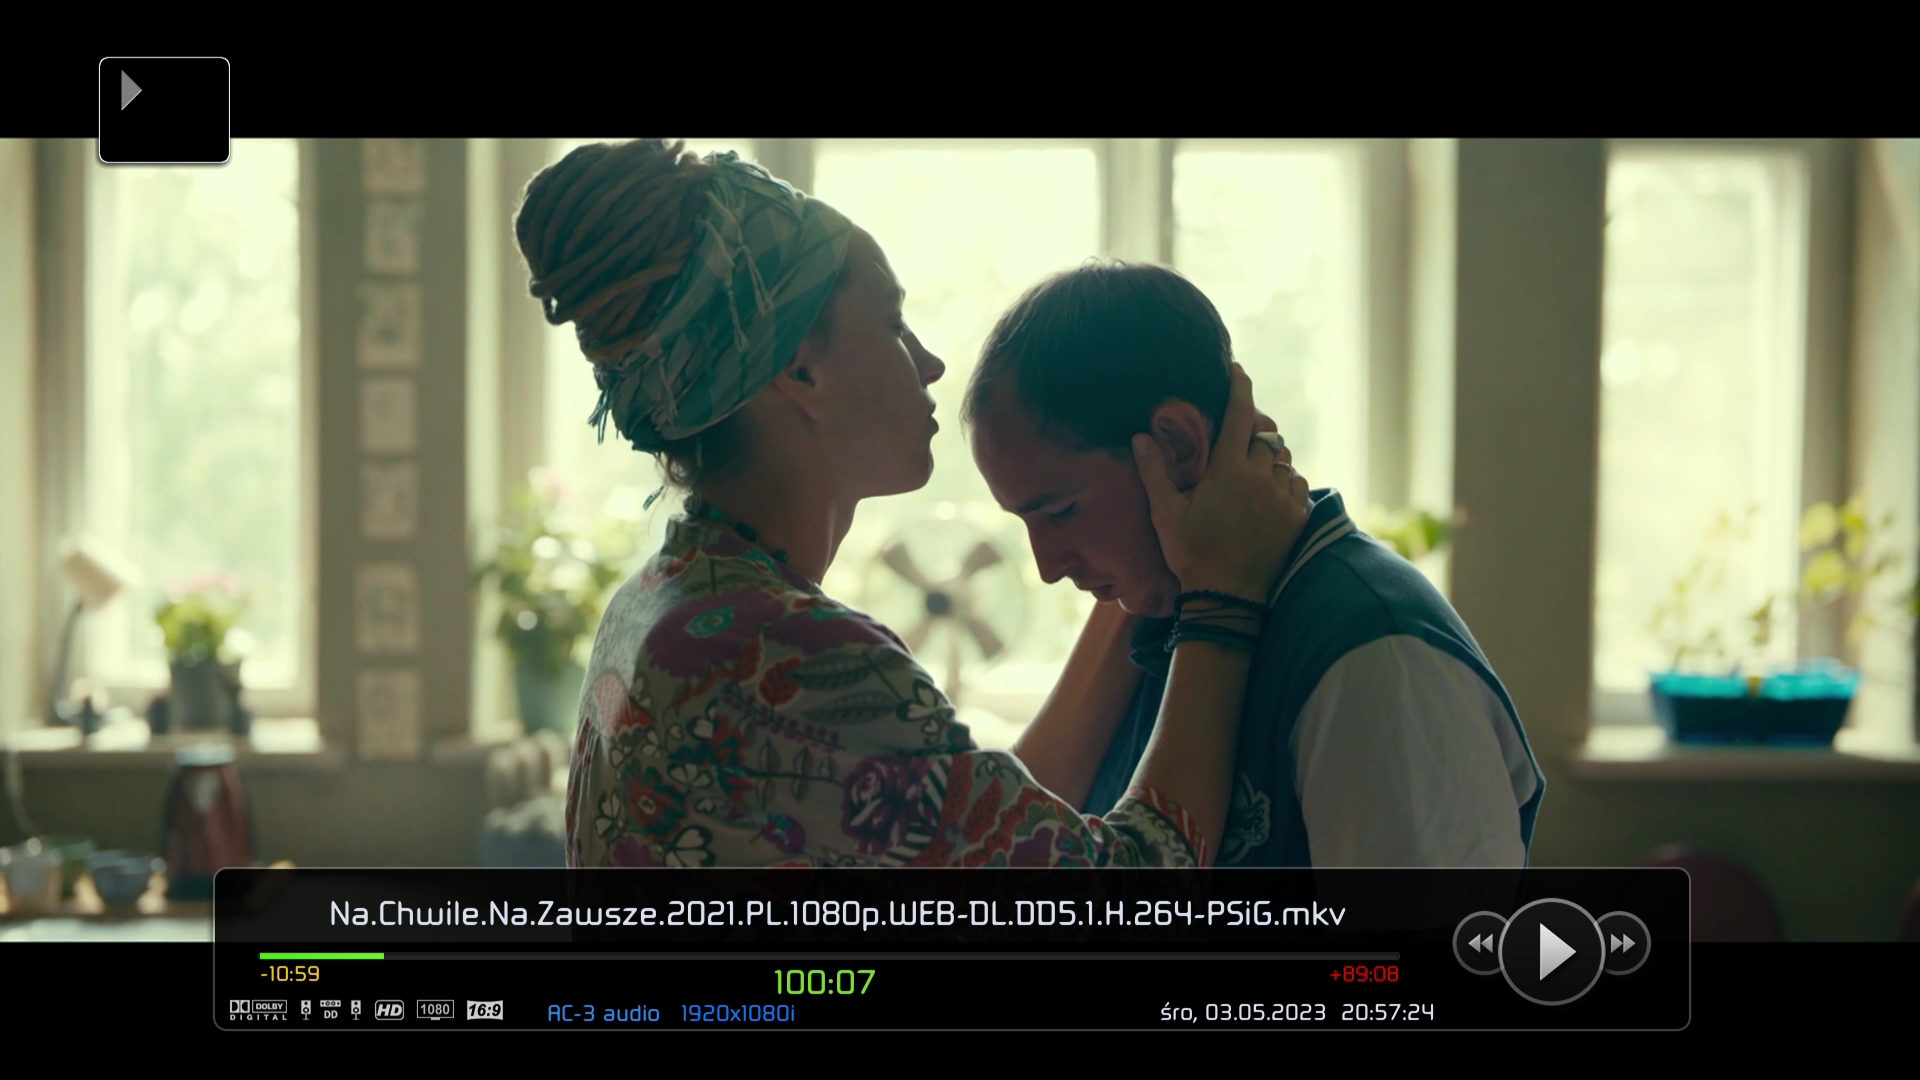 Na.Chwile.Na.Zawsze.2021.PL.1080p.WEB-DL.DD5.1.H.264-PSiG.mkv
-10:59 100:07 +89:08
DOLBY DIGITAL DD HD 1080 16:9 AC-3 audio 1920x1080i śro, 03.05.2023 20:57:24